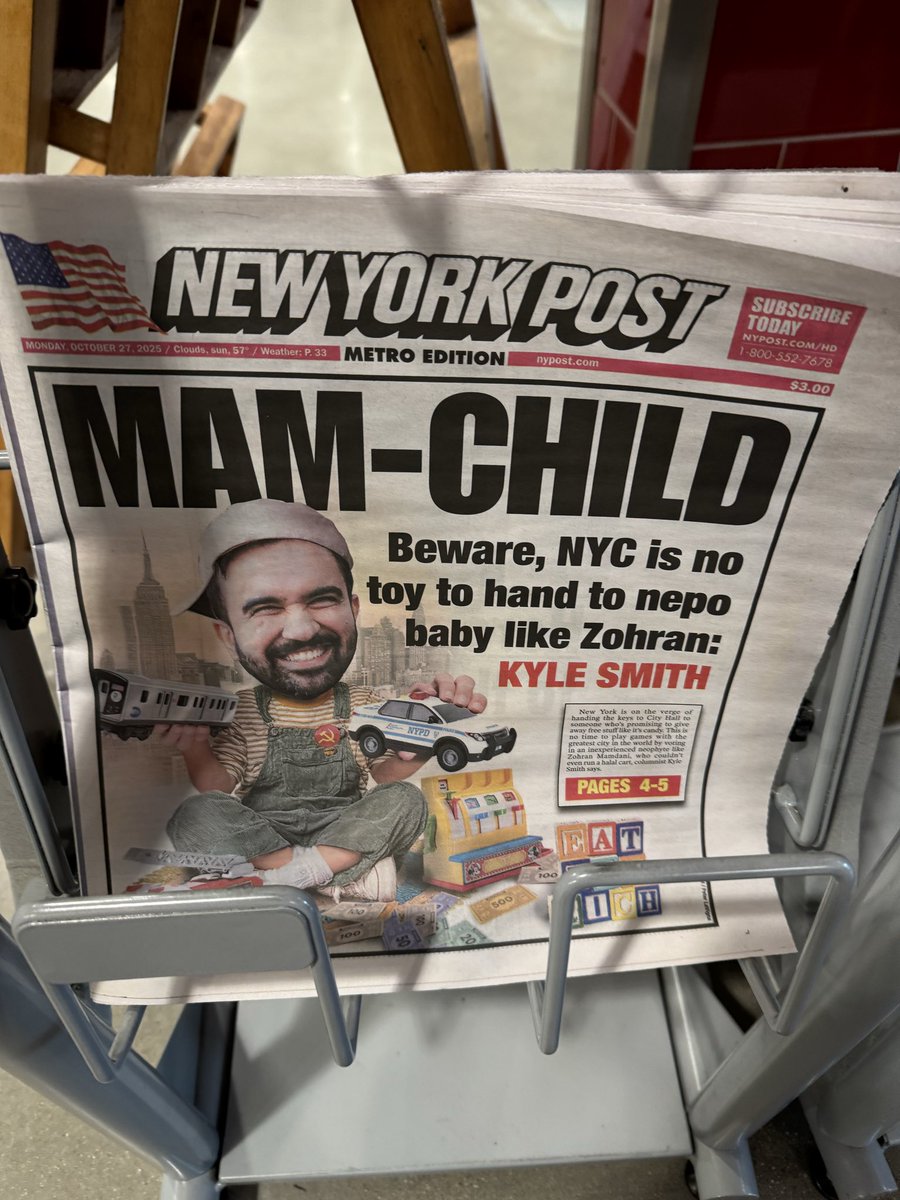 NEW YORK POST
SUBSCRIBE
TODAY
NYPOST.COM/HD
1-800-552-7678
MONDAY, OCTOBER 27, 2025 / Clouds, sun, 57° / Weather: P. 33
METRO EDITION
nypost.com
$3.00
MAM-CHILD
Beware, NYC is no
toy to hand to nepo
baby like Zohran:
KYLE SMITH
New York is on the verge of
handing the keys to City Hall to
someone who's promising to give
away free stuff like it's candy. This
is no time to play games with the
greatest city in the world by voting
in an inexperienced neophyte like
Zohran Mamdani, who couldn't
even run a halal cart, columnist Kyle
Smith says.
PAGES 4-5
NYPD
EAT
ICH
100
500
100
20